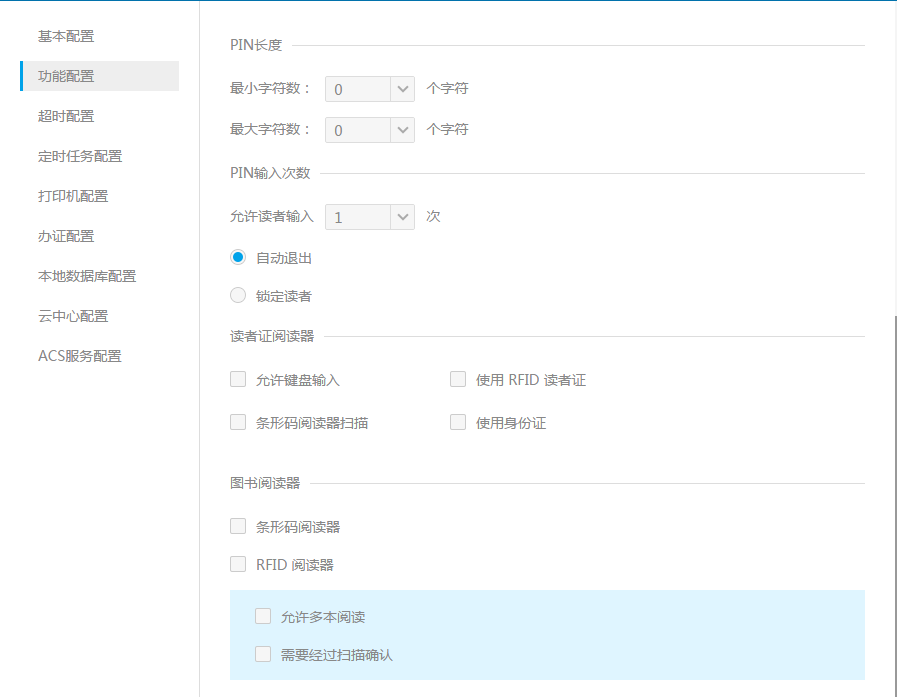 基本配置
功能配置
超时配置
定时任务配置
打印机配置
办证配置
本地数据库配置
云中心配置
ACS服务配置
PIN长度
最小字符数： 0 个字符
最大字符数： 0 个字符
PIN输入次数
允许读者输入 1 次
自动退出
锁定读者
读者证阅读器
允许键盘输入 使用 RFID 读者证
条形码阅读器扫描 使用身份证
图书阅读器
条形码阅读器
RFID 阅读器
允许多本阅读
需要经过扫描确认